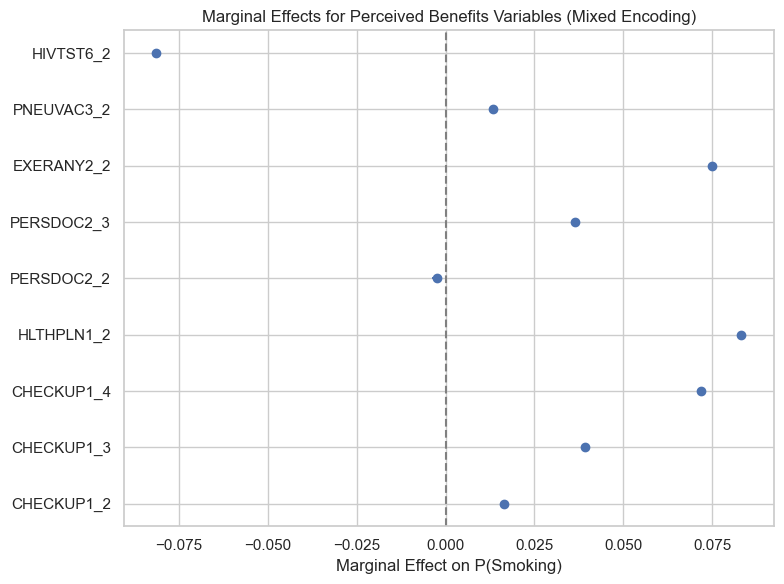 Marginal Effects for Perceived Benefits Variables (Mixed Encoding)
HIVTST6_2
PNEUVAC3_2
EXERANY2_2
PERSDOC2_3
PERSDOC2_2
HLTHPLN1_2
CHECKUP1_4
CHECKUP1_3
CHECKUP1_2
−0.075 −0.050 −0.025 0.000 0.025 0.050 0.075
Marginal Effect on P(Smoking)